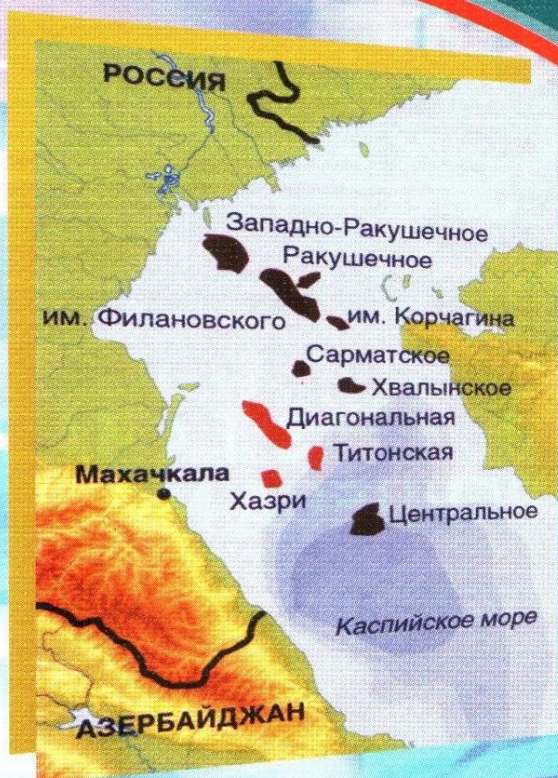 РОССИЯ
Западно-Ракушечное
Ракушечное
им. Филановского
им. Корчагина
Сарматское
Хвалынское
Диагональная
Титонская
Махачкала
Хазри
Центральное
Каспийское море
АЗЕРБАЙДЖАН